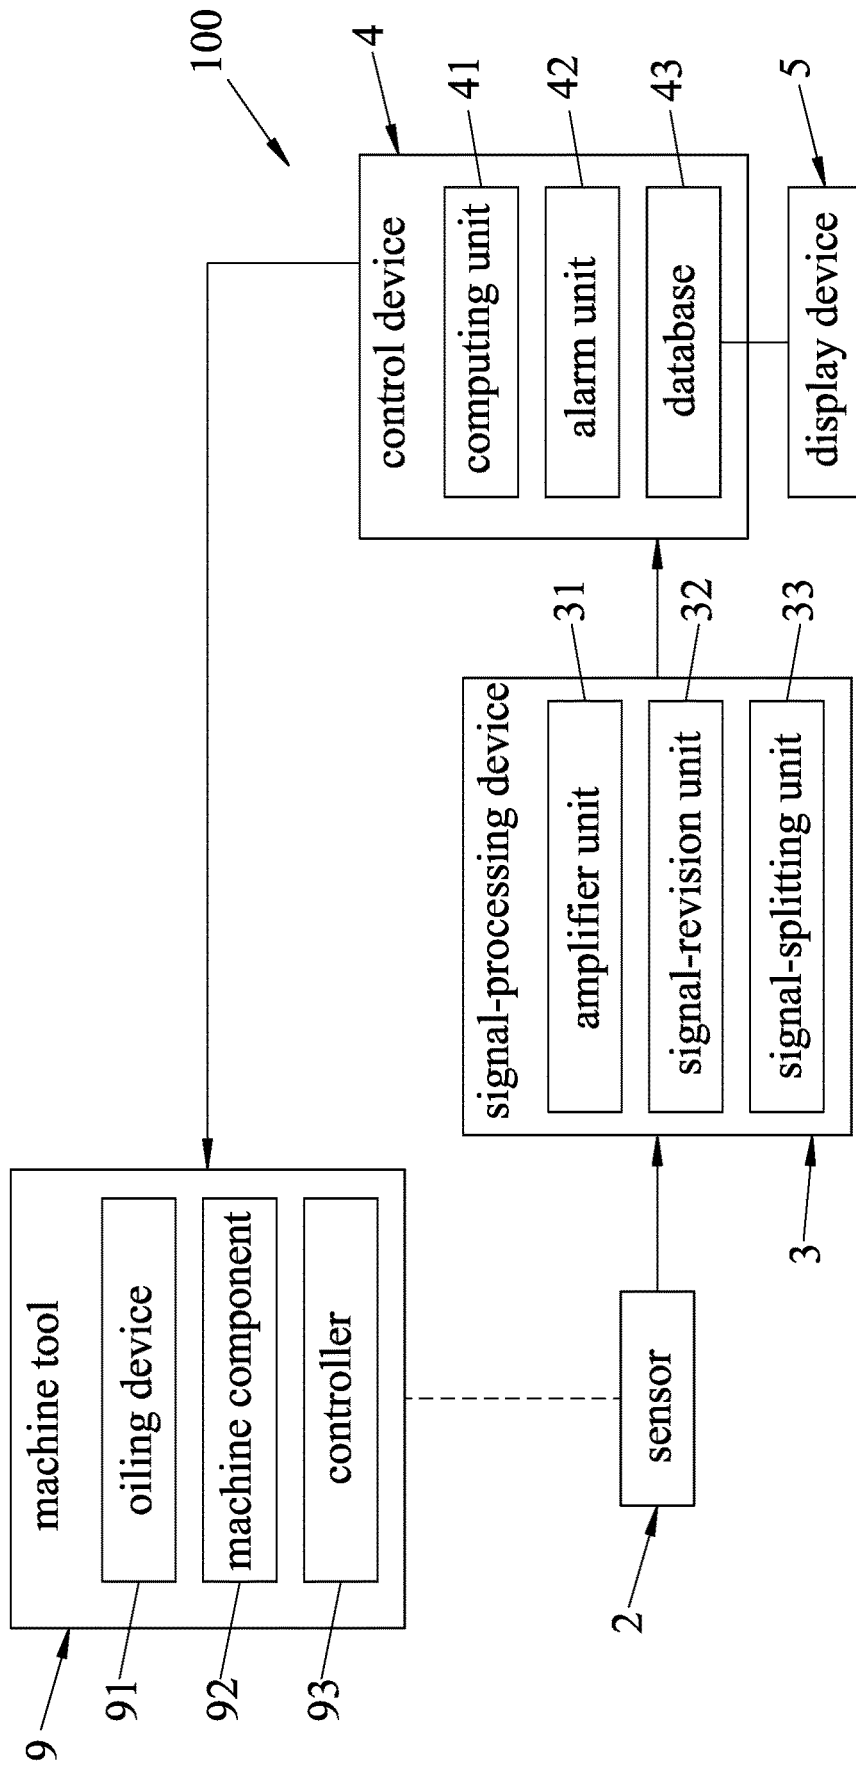 100
9
machine tool
91
oiling device
92
machine component
93
controller
2
sensor
3
signal-processing device
amplifier unit
31
signal-revision unit
32
signal-splitting unit
33
4
control device
computing unit
41
alarm unit
42
database
43
display device
5